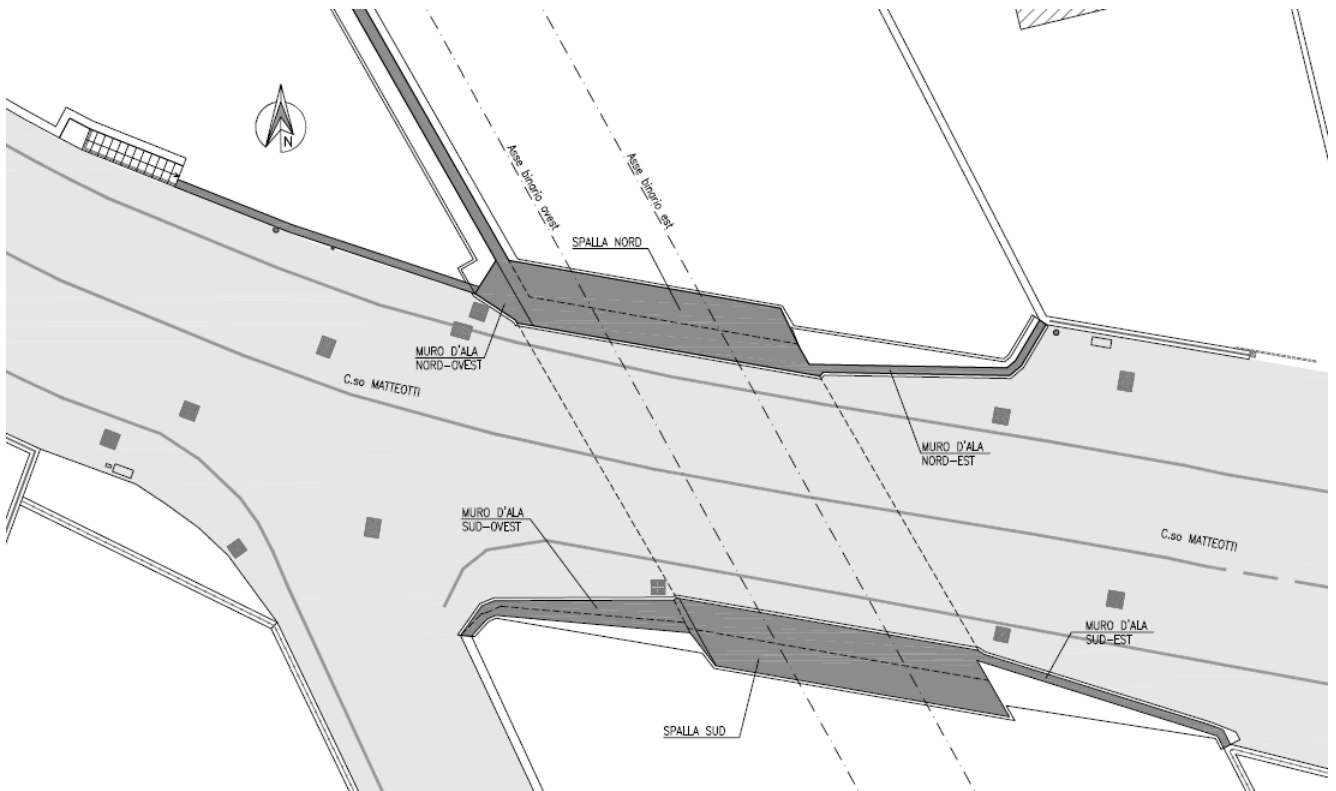 N
Asse binario ovest
Asse binario est
SPALLA NORD
MURO D'ALA
NORD-OVEST
C.so MATTEOTTI
MURO D'ALA
NORD-EST
MURO D'ALA
SUD-OVEST
C.so MATTEOTTI
MURO D'ALA
SUD-EST
SPALLA SUD